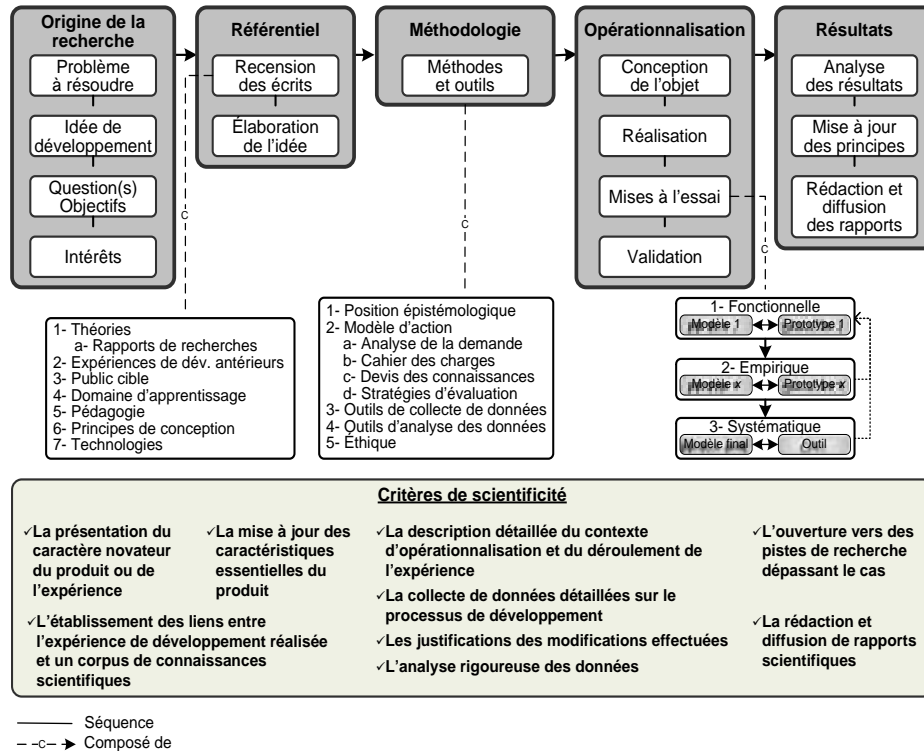 Origine de la
recherche
Problème
à résoudre
Idée de
développement
Question(s)
Objectifs
Intérêts
Référentiel
Recension
des écrits
Élaboration
de l'idée
Méthodologie
Méthodes
et outils
Opérationnalisation
Conception
de l'objet
Réalisation
Mises à l'essai
Validation
Résultats
Analyse
des résultats
Mise à jour
des principes
Rédaction et
diffusion
des rapports
C
C
C
1- Théories
a- Rapports de recherches
2- Expériences de dév. antérieurs
3- Public cible
4- Domaine d'apprentissage
5- Pédagogie
6- Principes de conception
7- Technologies
1- Position épistémologique
2- Modèle d'action
a- Analyse de la demande
b- Cahier des charges
c- Devis des connaissances
d- Stratégies d'évaluation
3- Outils de collecte de données
4- Outils d'analyse des données
5- Éthique
1- Fonctionnelle
Modèle 1
Prototype 1
2- Empirique
Modèle x
Prototype x
3- Systématique
Modèle final
Outil
Critères de scientificité
✓La présentation du
caractère novateur
du produit ou de
l'expérience
✓La mise à jour des
caractéristiques
essentielles du
produit
✓L'établissement des liens entre
l'expérience de développement réalisée
et un corpus de connaissances
scientifiques
✓La description détaillée du contexte
d'opérationnalisation et du déroulement de
l'expérience
✓La collecte de données détaillées sur le
processus de développement
✓Les justifications des modifications effectuées
✓L'analyse rigoureuse des données
✓L'ouverture vers des
pistes de recherche
dépassant le cas
✓La rédaction et
diffusion de rapports
scientifiques
Séquence
C Composé de